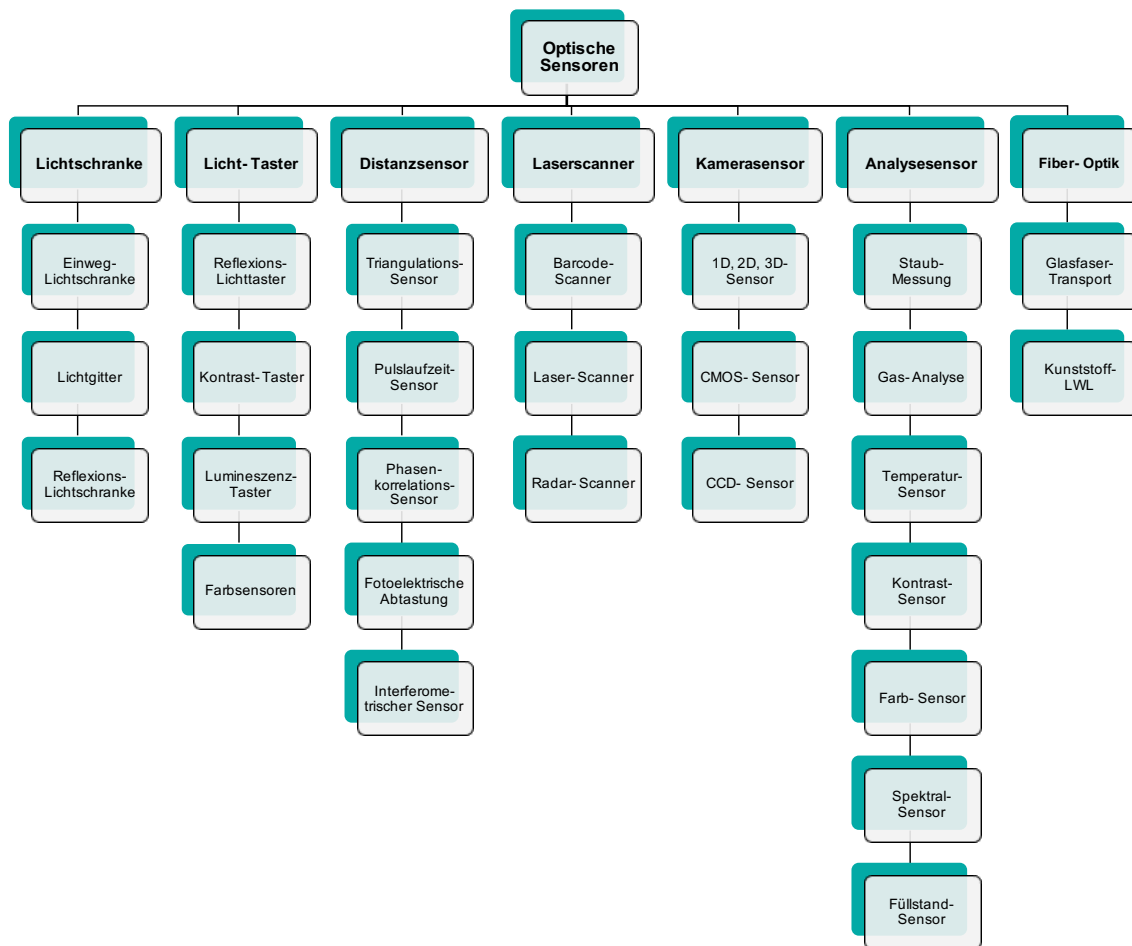 Optische
Sensoren
Lichtschranke
Licht- Taster
Distanzsensor
Laserscanner
Kamerasensor
Analysesensor
Fiber- Optik
Einweg-
Lichtschranke
Reflexions-
Lichttaster
Triangulations-
Sensor
Barcode-
Scanner
1D, 2D, 3D-
Sensor
Staub-
Messung
Glasfaser-
Transport
Lichtgitter
Kontrast- Taster
Pulslaufzeit-
Sensor
Laser- Scanner
CMOS- Sensor
Gas- Analyse
Kunststoff-
LWL
Reflexions-
Lichtschranke
Lumineszenz-
Taster
Phasen-
korrelations-
Sensor
Radar- Scanner
CCD- Sensor
Temperatur-
Sensor
Farbsensoren
Fotoelektrische
Abtastung
Kontrast-
Sensor
Interferome-
trischer Sensor
Farb- Sensor
Spektral-
Sensor
Füllstand-
Sensor